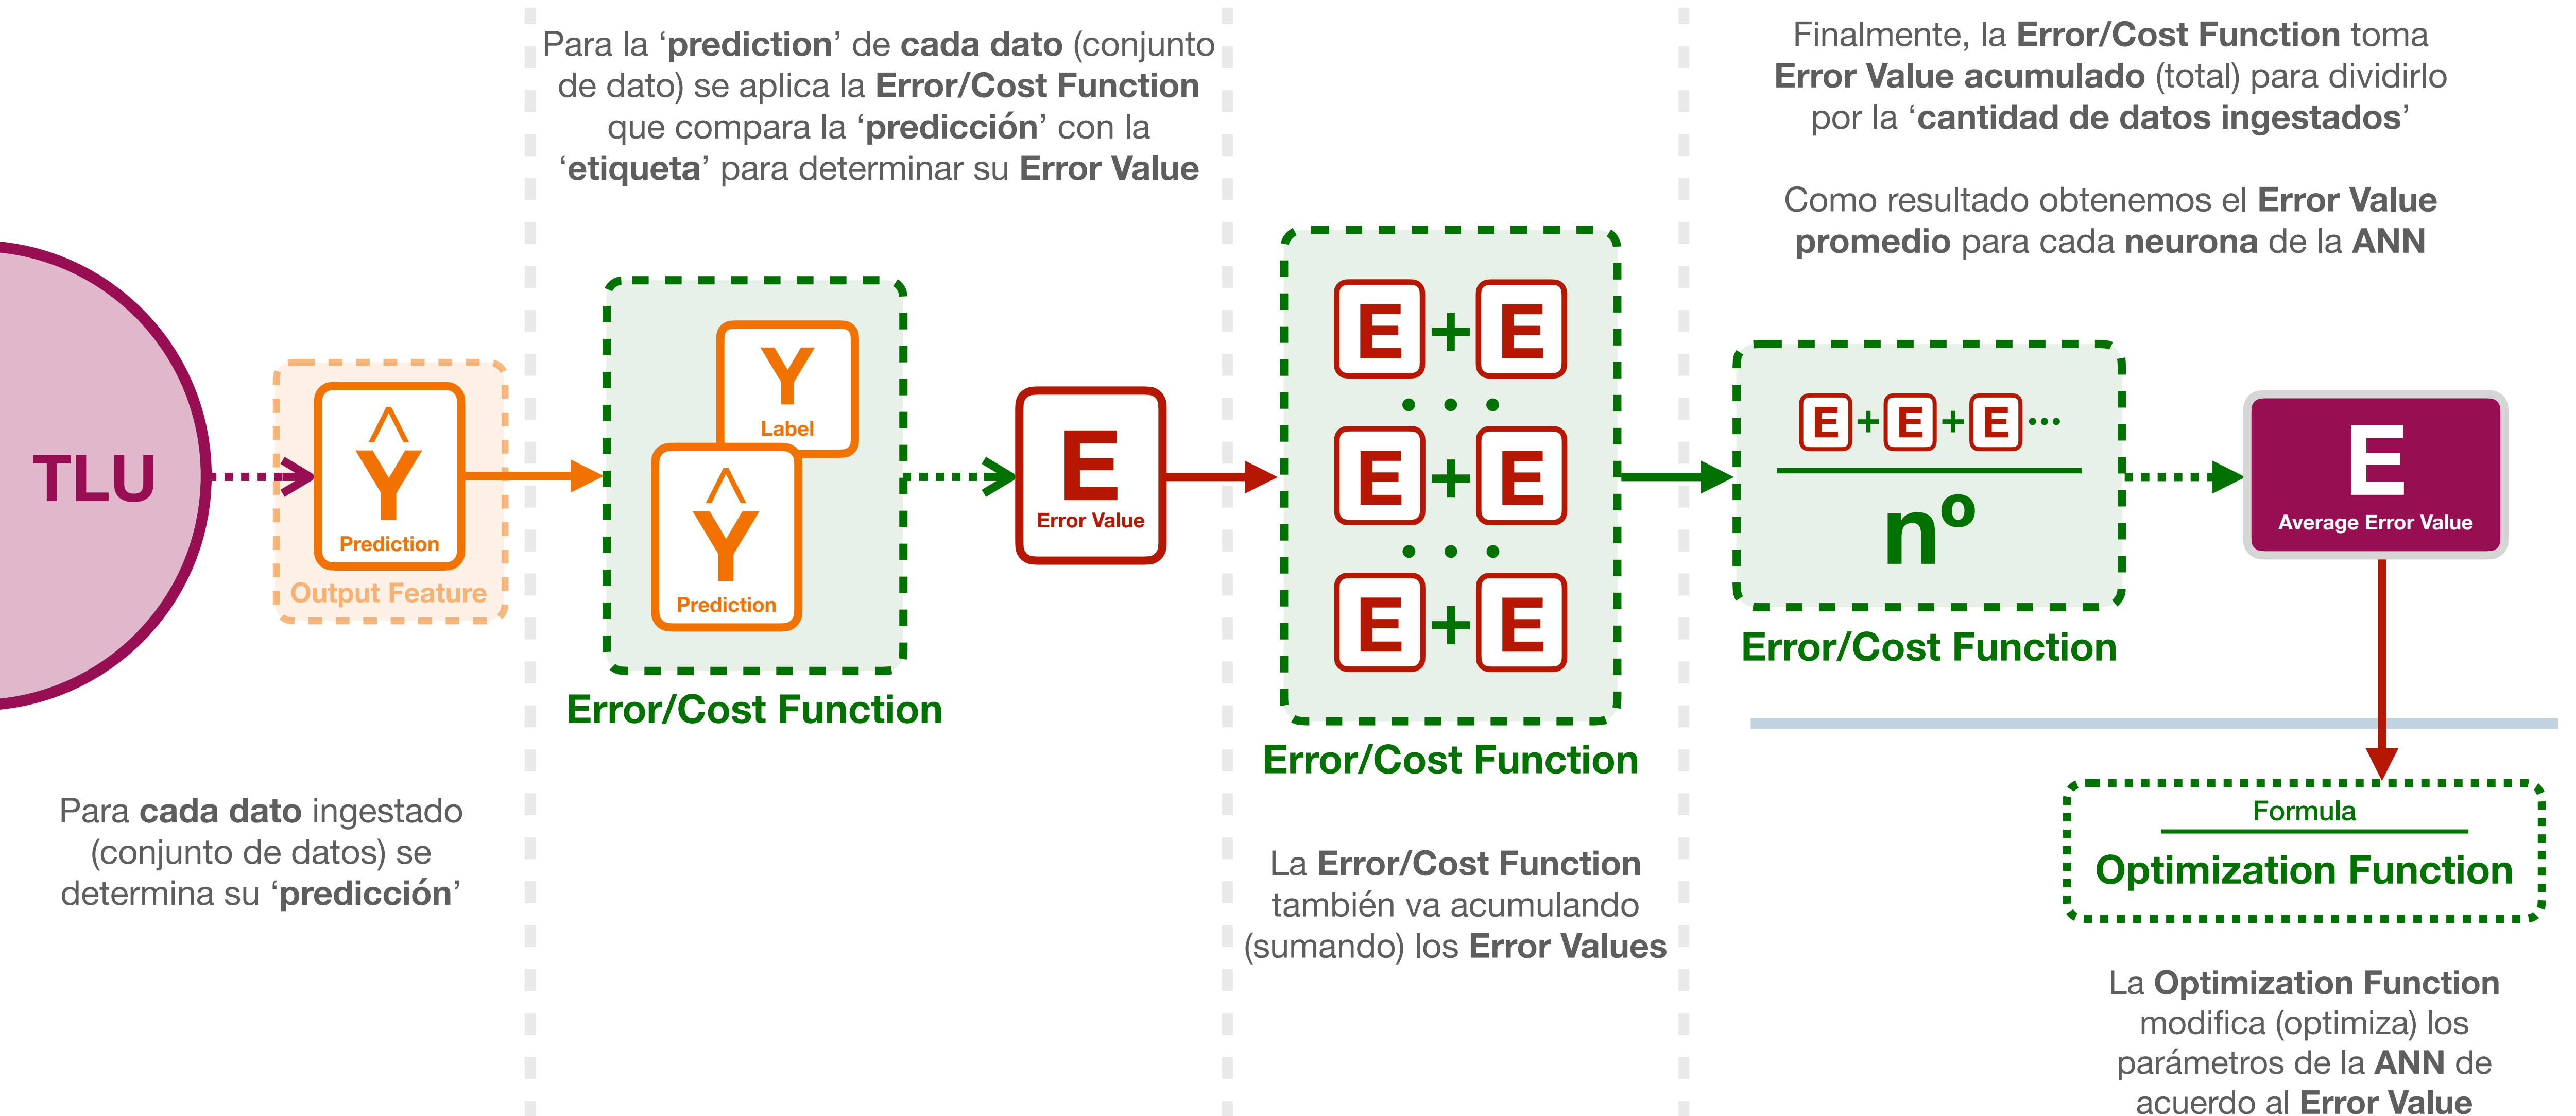 Para la ‘prediction’ de cada dato (conjunto
de dato) se aplica la Error/Cost Function
que compara la ‘predicción’ con la
‘etiqueta’ para determinar su Error Value
Finalmente, la Error/Cost Function toma
Error Value acumulado (total) para dividirlo
por la ‘cantidad de datos ingestados’
Como resultado obtenemos el Error Value
promedio para cada neurona de la ANN
TLU
^
Y
Prediction
Output Feature
Para cada dato ingestado
(conjunto de datos) se
determina su ‘predicción’
Y
Label
^
Y
Prediction
Error/Cost Function
E
Error Value
E + E
• • •
E + E
• • •
E + E
Error/Cost Function
La Error/Cost Function
también va acumulando
(sumando) los Error Values
E + E + E ...
nº
Error/Cost Function
E
Average Error Value
Formula
Optimization Function
La Optimization Function
modifica (optimiza) los
parámetros de la ANN de
acuerdo al Error Value